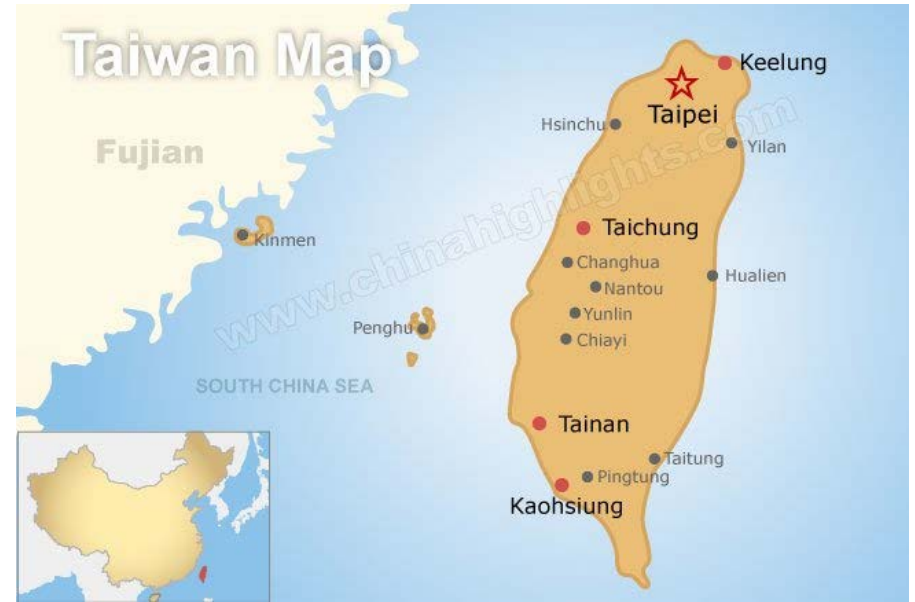 Taiwan Map
Keelung
Taipei
Hsinchu
Fujian
Yilan
Kinmen
Taichung
Changhua
Hualien
Nantou
Yunlin
Penghu
Chiayi
SOUTH CHINA SEA
Tainan
Taitung
Pingtung
Kaohsiung
www.chinahighlights.com